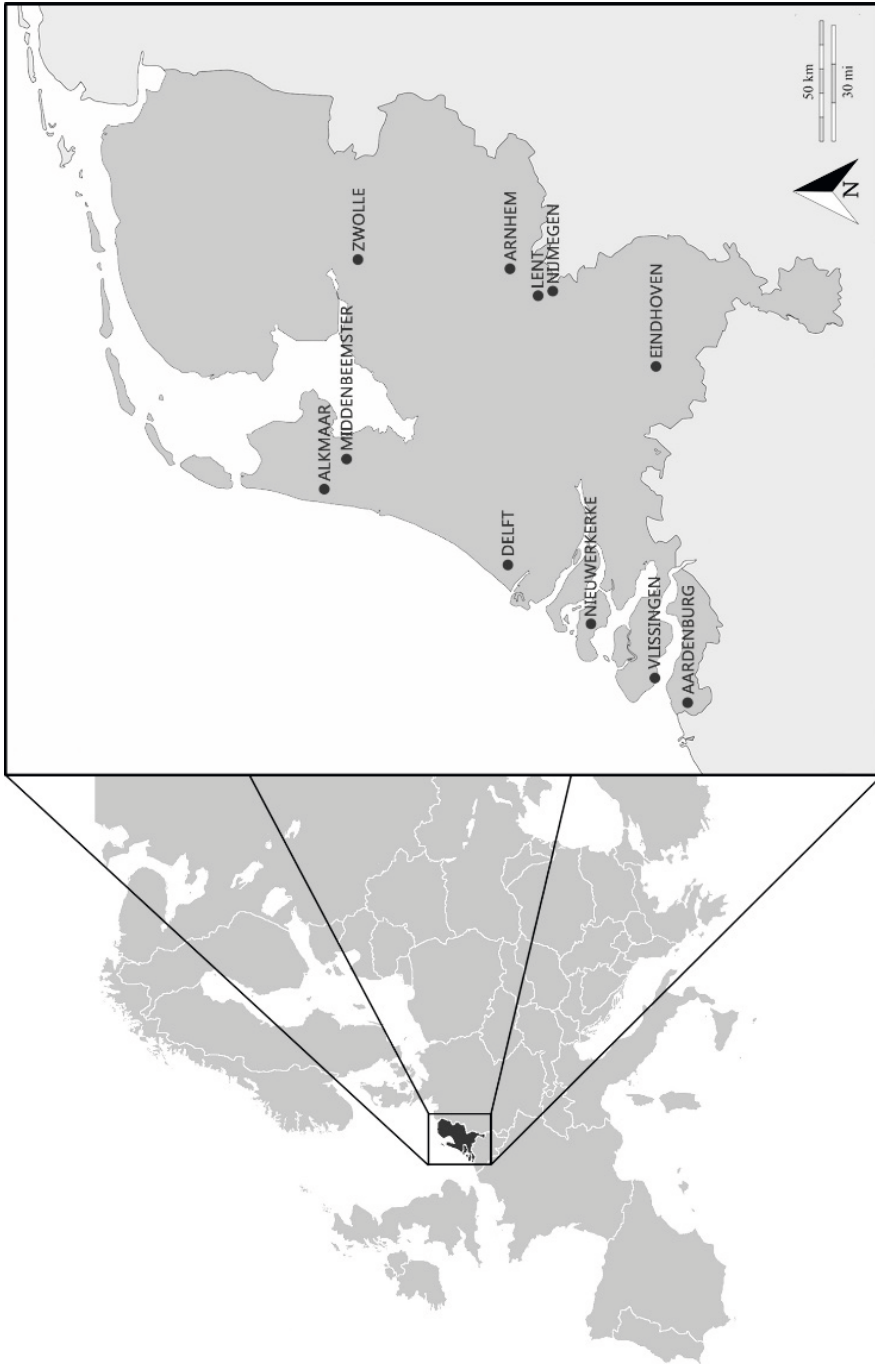 50 km
30 mi
N
ZWOLLE
ARNHEM
LENT
NIJMEGEN
MIDDENBEEMSTER
ALKMAAR
EINDHOVEN
DELFT
NIEUWERKERKE
VLISSINGEN
AARDENBURG